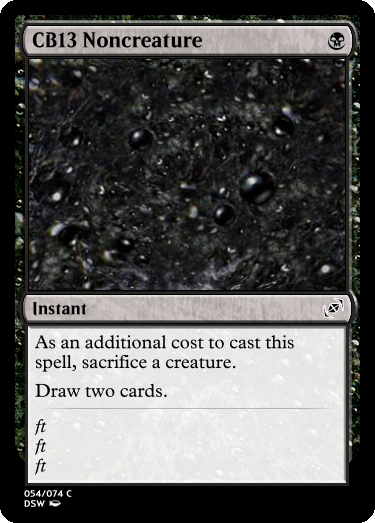 CB13 Noncreature
Instant
As an additional cost to cast this
spell, sacrifice a creature.
Draw two cards.
ft
ft
ft
054/074 C
DSW